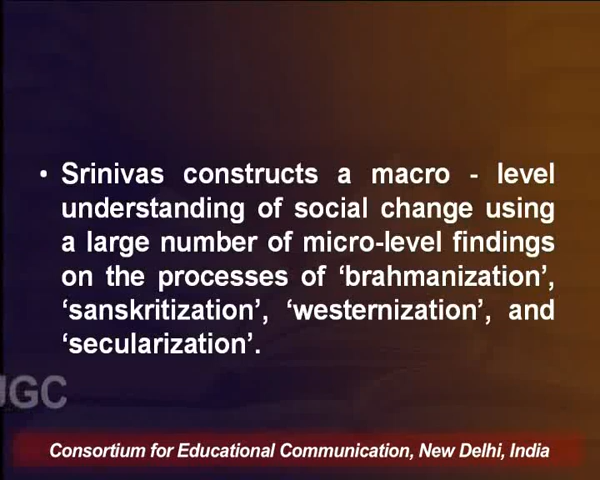 • Srinivas constructs a macro - level
understanding of social change using
a large number of micro-level findings
on the processes of ‘brahmanization’,
‘sanskritization’, ‘westernization’, and
‘secularization’.
UGC
Consortium for Educational Communication, New Delhi, India